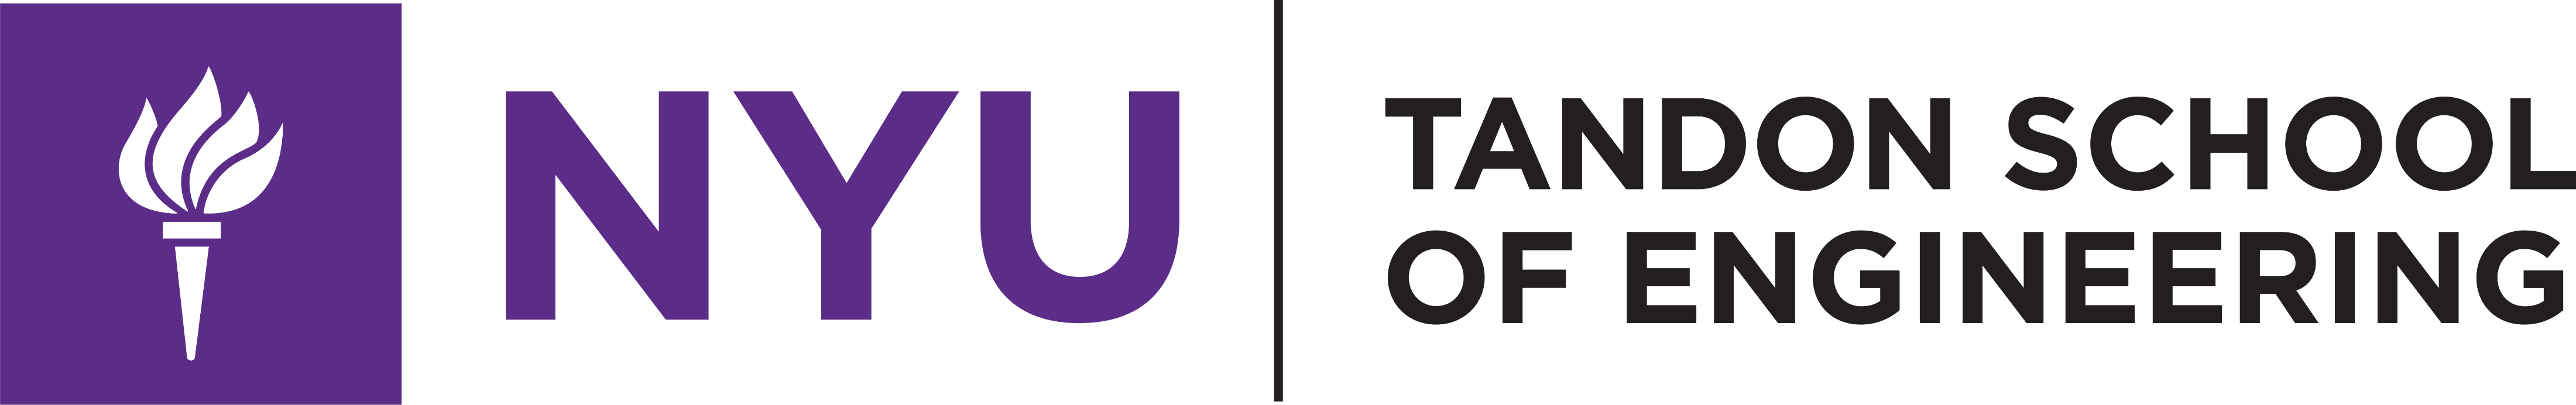 NYU
TANDON SCHOOL
OF ENGINEERING